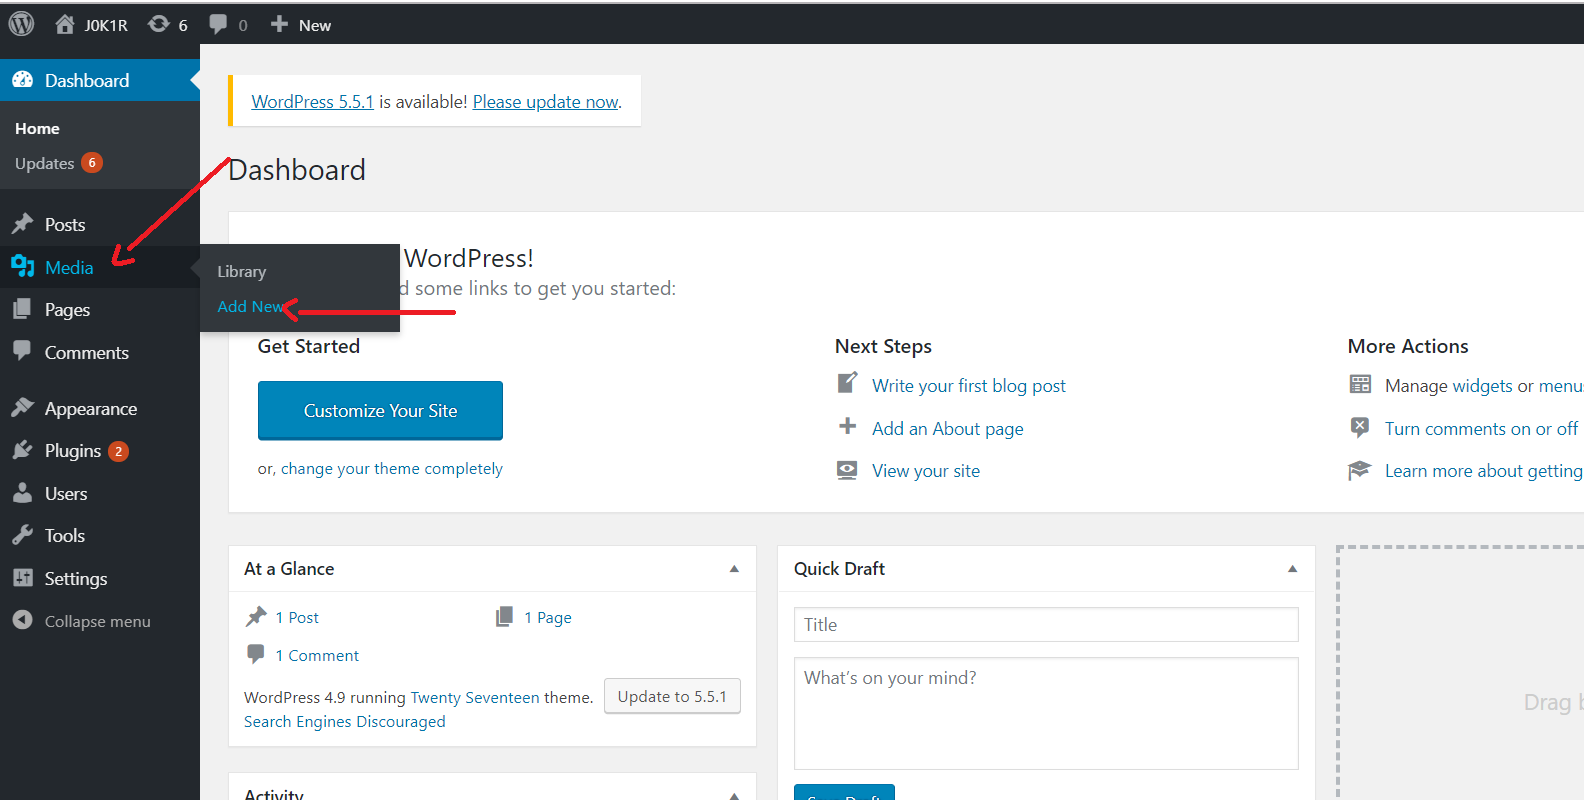 J0K1R 6 0 New
Dashboard
Home
Updates 6
Posts
Media
Library
Add New
Pages
Comments
Appearance
Plugins 2
Users
Tools
Settings
Collapse menu
WordPress 5.5.1 is available! Please update now.
Dashboard
WordPress!
d some links to get you started:
Get Started
Customize Your Site
or, change your theme completely
Next Steps
Write your first blog post
Add an About page
View your site
More Actions
Manage widgets or menus
Turn comments on or off
Learn more about getting
At a Glance
1 Post
1 Page
1 Comment
WordPress 4.9 running Twenty Seventeen theme.
Update to 5.5.1
Search Engines Discouraged
Activity
Quick Draft
Title
What's on your mind?
Save Draft
Drag b